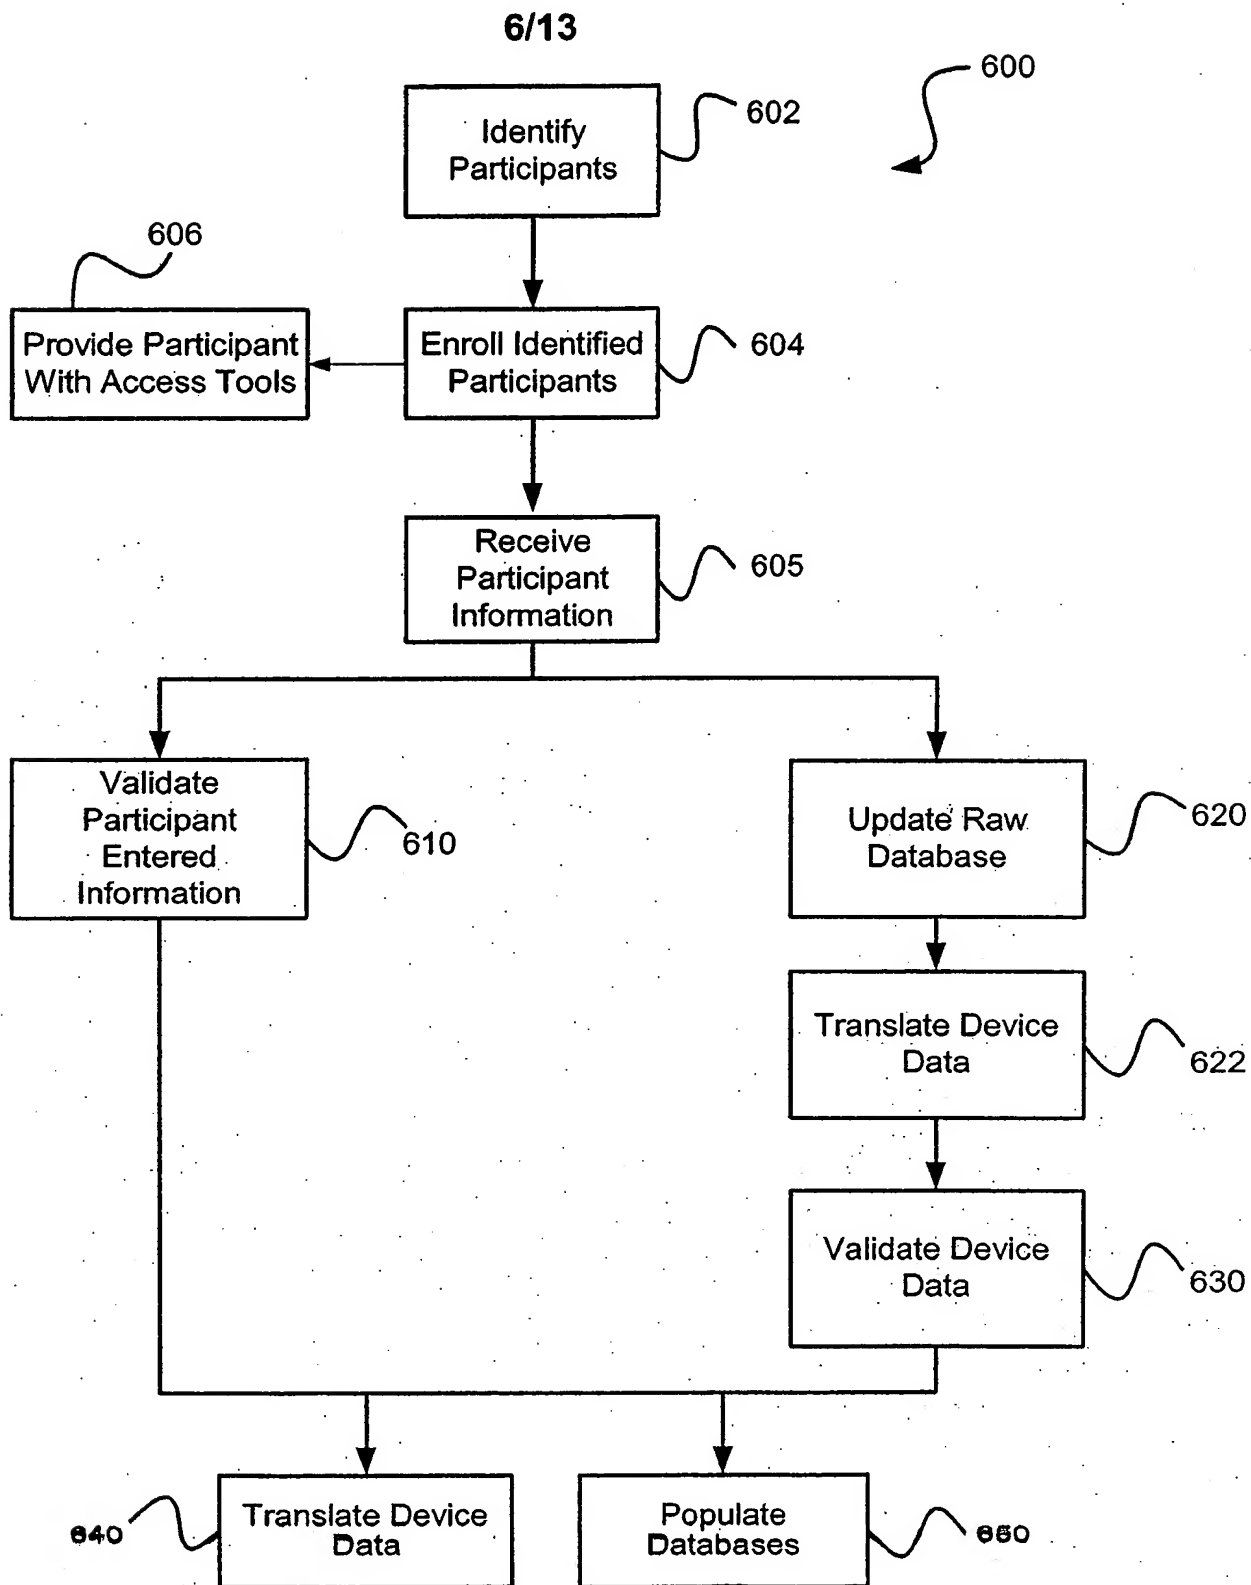 6/13
600
Identify
Participants
602
606
Provide Participant
With Access Tools
Enroll Identified
Participants
604
Receive
Participant
Information
605
Validate
Participant
Entered
Information
610
Update Raw
Database
620
Translate Device
Data
622
Validate Device
Data
630
640
Translate Device
Data
Populate
Databases